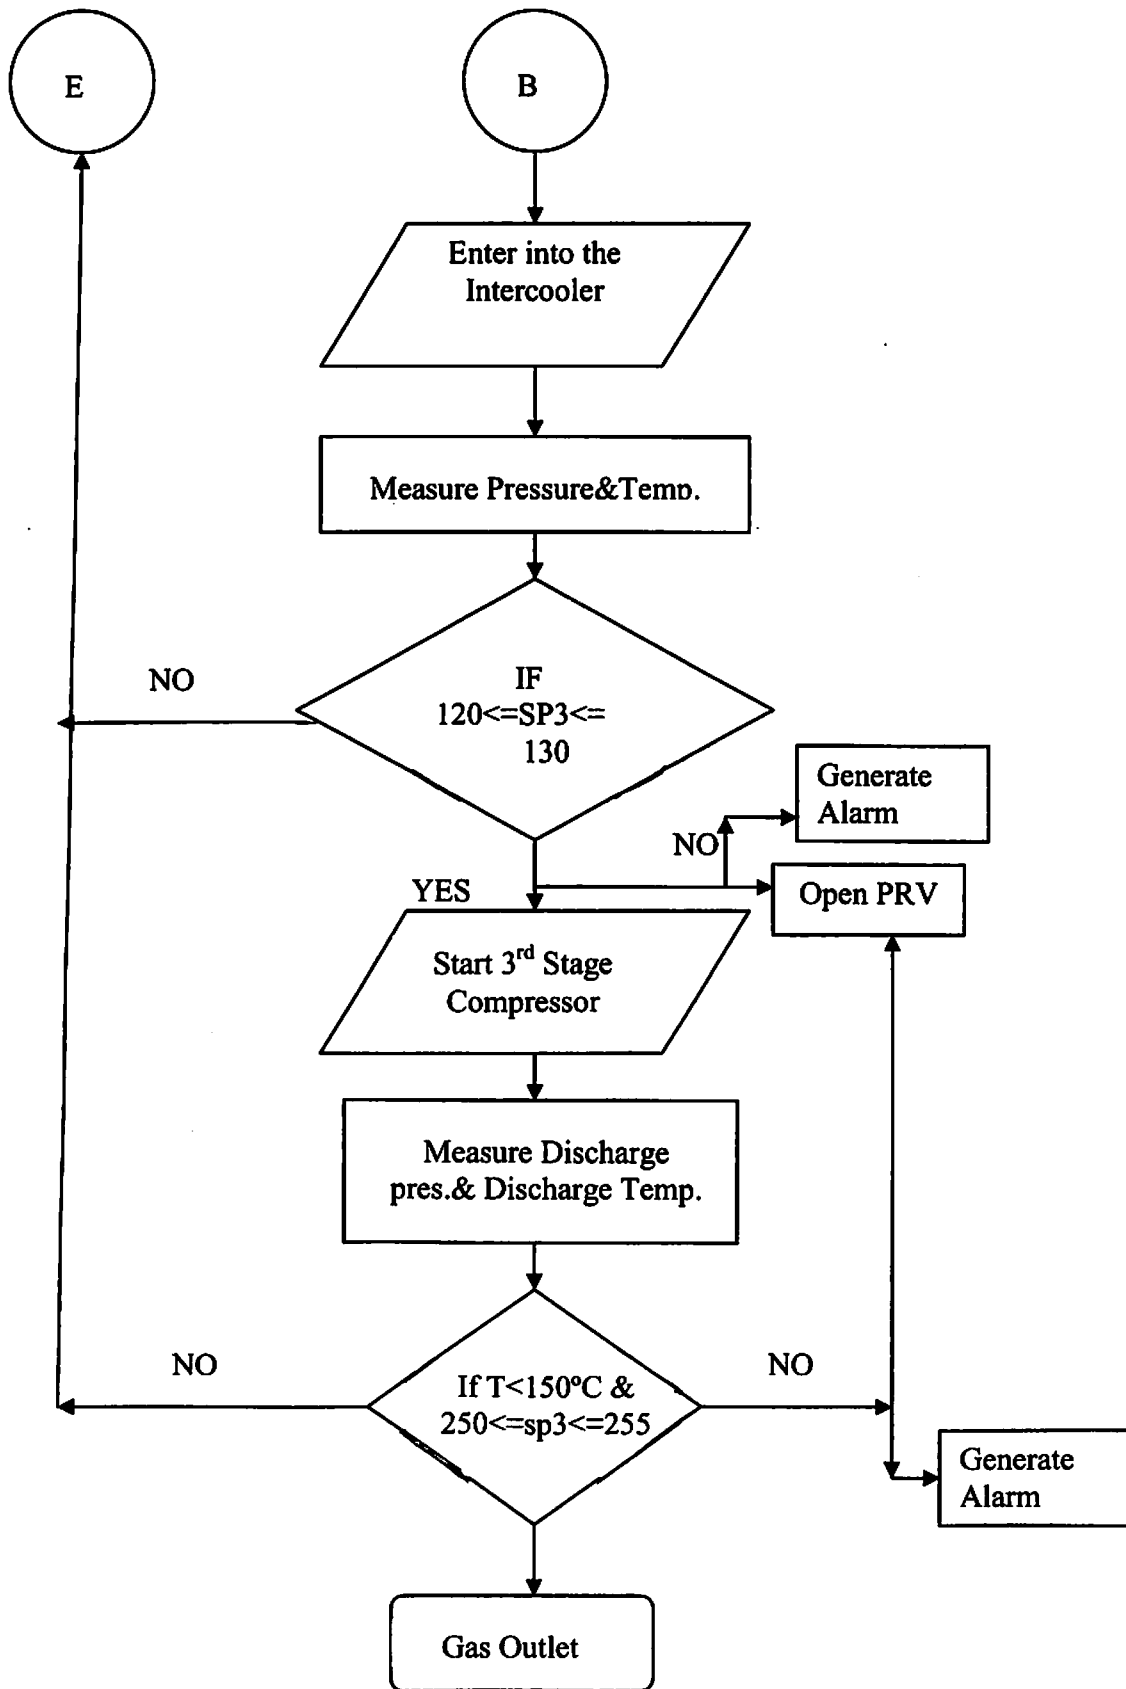 E
B
Enter into the
Intercooler
Measure Pressure&Temp.
NO
IF
120<=SP3<=
130
Generate
Alarm
NO
YES
Open PRV
Start 3rd Stage
Compressor
Measure Discharge
pres.& Discharge Temp.
NO
NO
If T<150ºC &
250<=sp3<=255
Generate
Alarm
Gas Outlet